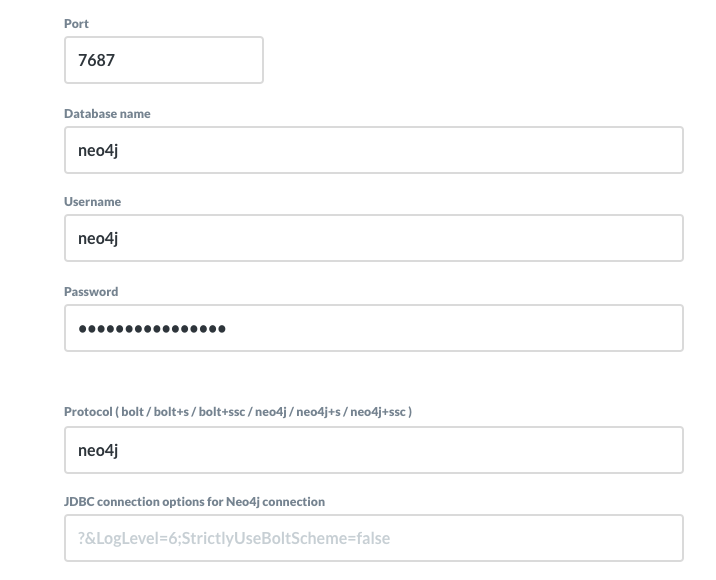 Port
7687
Database name
neo4j
Username
neo4j
Password
••••••••••••••••
Protocol ( bolt / bolt+s / bolt+ssc / neo4j / neo4j+s / neo4j+ssc )
neo4j
JDBC connection options for Neo4j connection
?&LogLevel=6;StrictlyUseBoltScheme=false